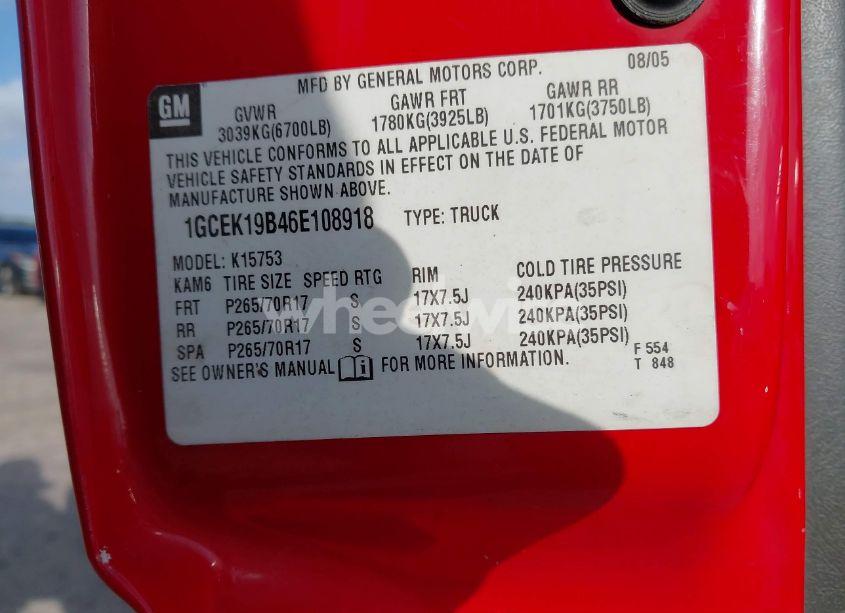 MFD BY GENERAL MOTORS CORP. 08/05
GM
GVWR GAWR FRT GAWR RR
3039KG(6700LB) 1780KG(3925LB) 1701KG(3750LB)
THIS VEHICLE CONFORMS TO ALL APPLICABLE U.S. FEDERAL MOTOR
VEHICLE SAFETY STANDARDS IN EFFECT ON THE DATE OF
MANUFACTURE SHOWN ABOVE.
1GCEK19B46E108918 TYPE: TRUCK
MODEL: K15753
KAM6 TIRE SIZE SPEED RTG RIM COLD TIRE PRESSURE
FRT P265/70R17 S 17X7.5J 240KPA(35PSI)
RR P265/70R17 S 17X7.5J 240KPA(35PSI)
SPA P265/70R17 S 17X7.5J 240KPA(35PSI)
SEE OWNER'S MANUAL i FOR MORE INFORMATION.
F 554
T 848